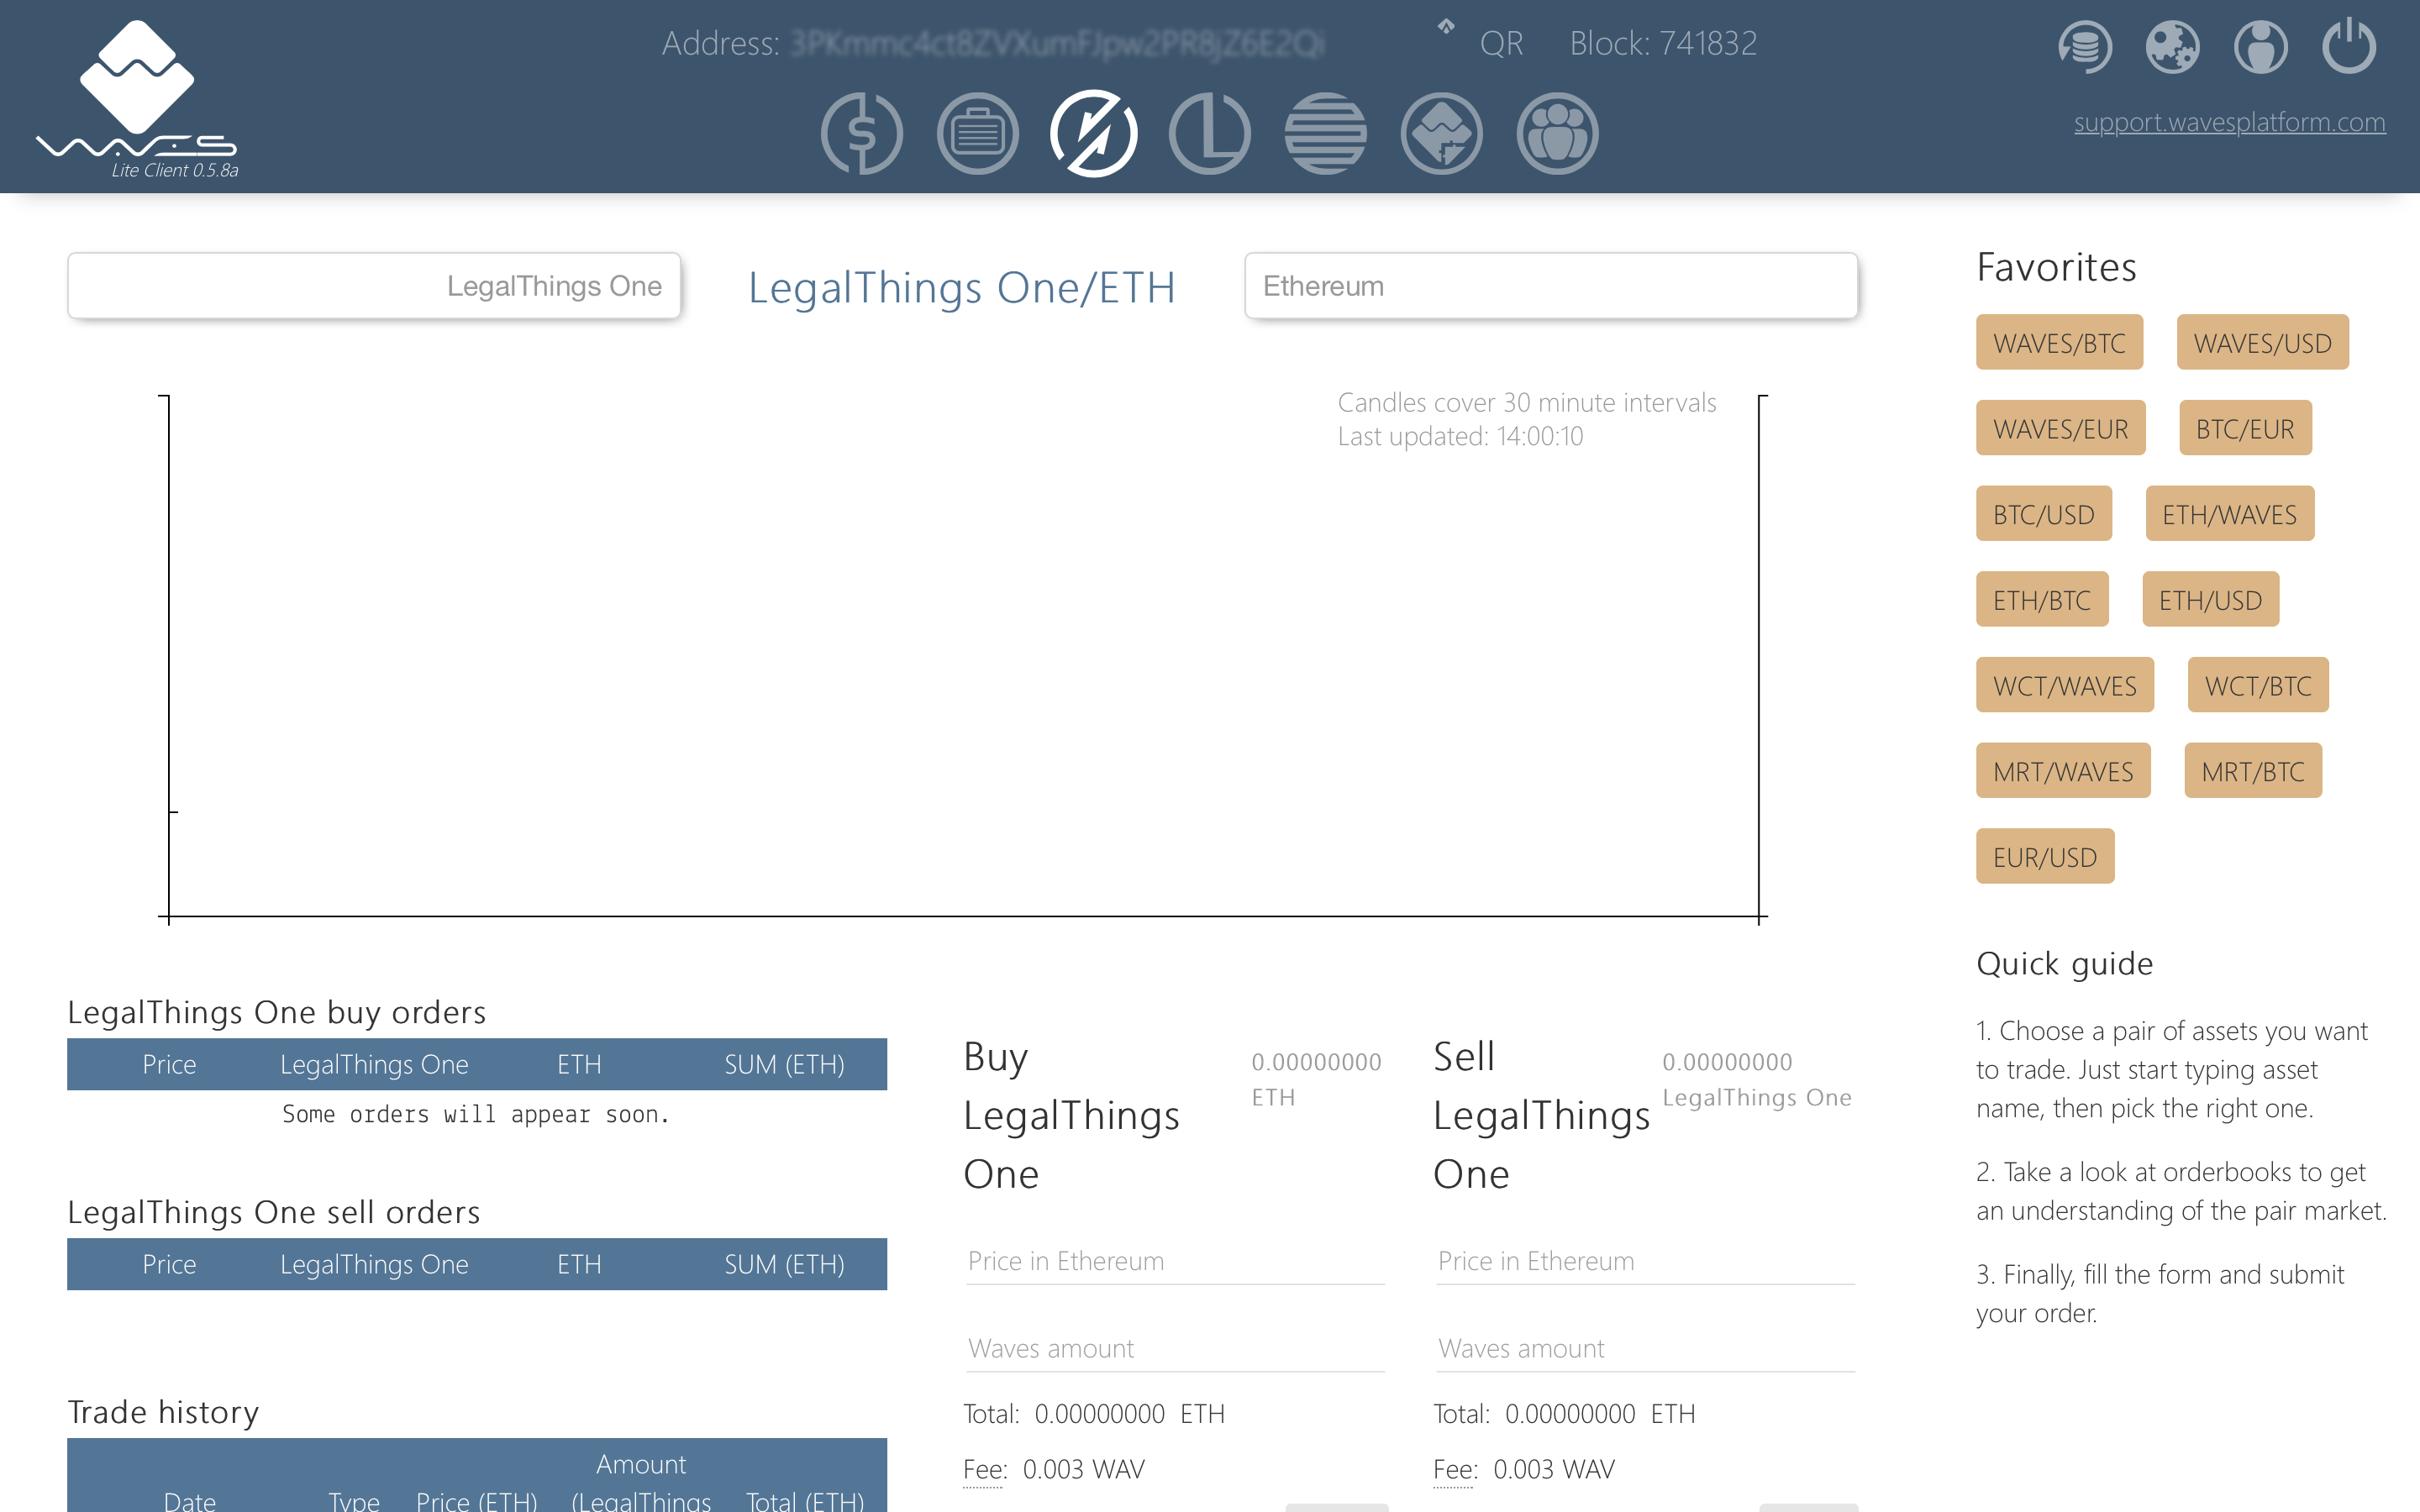 WAVES
Lite Client 0.5.8a
Address:
QR
Block: 741832
support.wavesplatform.com
LegalThings One
LegalThings One/ETH
Ethereum
Candles cover 30 minute intervals
Last updated: 14:00:10
LegalThings One buy orders
Price LegalThings One ETH SUM (ETH)
Some orders will appear soon.
LegalThings One sell orders
Price LegalThings One ETH SUM (ETH)
Trade history
Date Type Price (ETH) Amount (LegalThings Total (ETH)
Buy
LegalThings
One
0.00000000
ETH
Price in Ethereum
Waves amount
Total: 0.00000000 ETH
Fee: 0.003 WAV
Sell
LegalThings
One
0.00000000
LegalThings One
Price in Ethereum
Waves amount
Total: 0.00000000 ETH
Fee: 0.003 WAV
Favorites
WAVES/BTC WAVES/USD
WAVES/EUR BTC/EUR
BTC/USD ETH/WAVES
ETH/BTC ETH/USD
WCT/WAVES WCT/BTC
MRT/WAVES MRT/BTC
EUR/USD
Quick guide
1. Choose a pair of assets you want
to trade. Just start typing asset
name, then pick the right one.
2. Take a look at orderbooks to get
an understanding of the pair market.
3. Finally, fill the form and submit
your order.